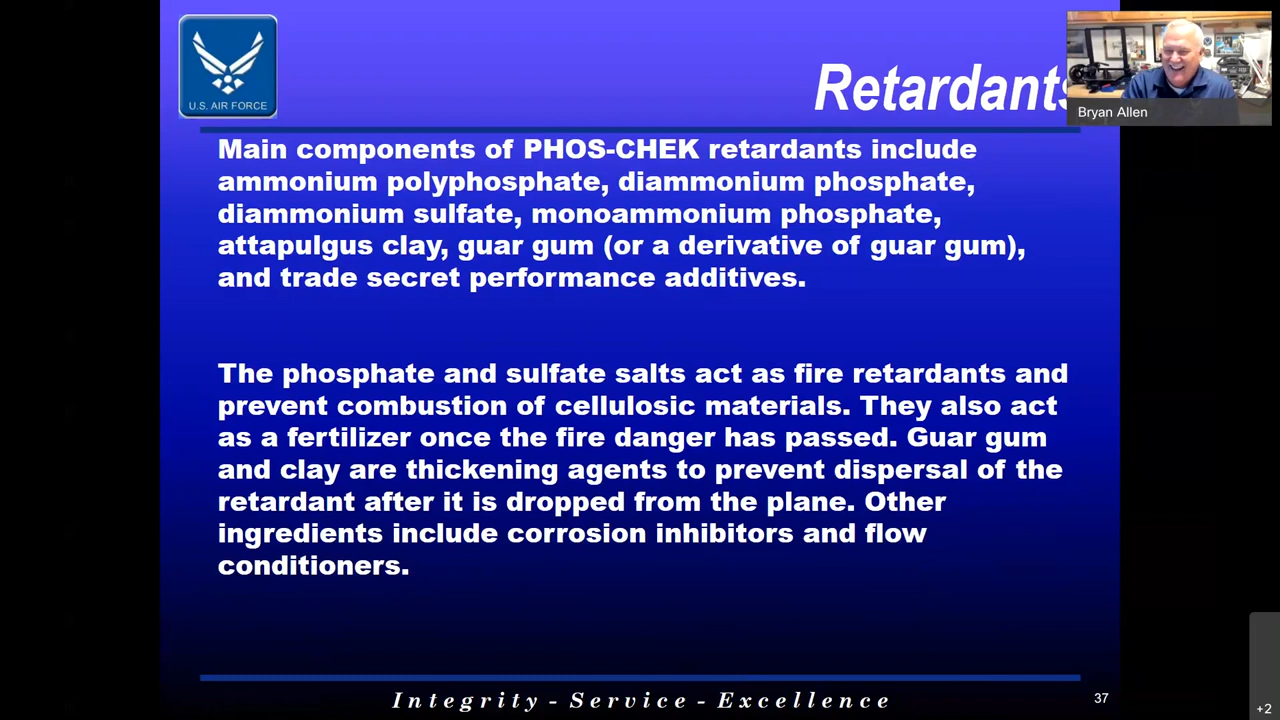 U.S. AIR FORCE
Retardants
Bryan Allen
Main components of PHOS-CHEK retardants include
ammonium polyphosphate, diammonium phosphate,
diammonium sulfate, monoammonium phosphate,
attapulgus clay, guar gum (or a derivative of guar gum),
and trade secret performance additives.
The phosphate and sulfate salts act as fire retardants and
prevent combustion of cellulosic materials. They also act
as a fertilizer once the fire danger has passed. Guar gum
and clay are thickening agents to prevent dispersal of the
retardant after it is dropped from the plane. Other
ingredients include corrosion inhibitors and flow
conditioners.
Integrity - Service - Excellence
37
+2